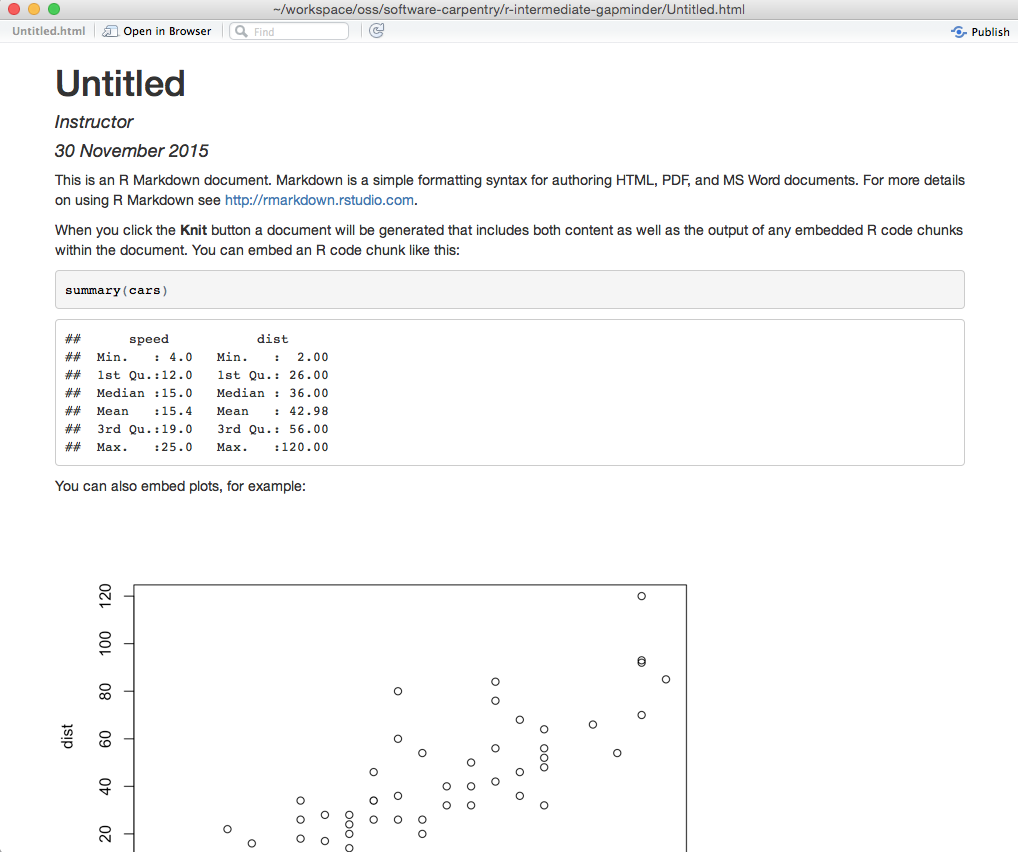 ~/workspace/oss/software-carpentry/r-intermediate-gapminder/Untitled.html
Untitled.html Open in Browser Find Publish
Untitled
Instructor
30 November 2015
This is an R Markdown document. Markdown is a simple formatting syntax for authoring HTML, PDF, and MS Word documents. For more details
on using R Markdown see http://rmarkdown.rstudio.com.
When you click the Knit button a document will be generated that includes both content as well as the output of any embedded R code chunks
within the document. You can embed an R code chunk like this:
summary(cars)
##      speed           dist
##  Min.   : 4.0   Min.   :  2.00
##  1st Qu.:12.0   1st Qu.: 26.00
##  Median :15.0   Median : 36.00
##  Mean   :15.4   Mean   : 42.98
##  3rd Qu.:19.0   3rd Qu.: 56.00
##  Max.   :25.0   Max.   :120.00
You can also embed plots, for example:
120
100
80
60
dist
40
20